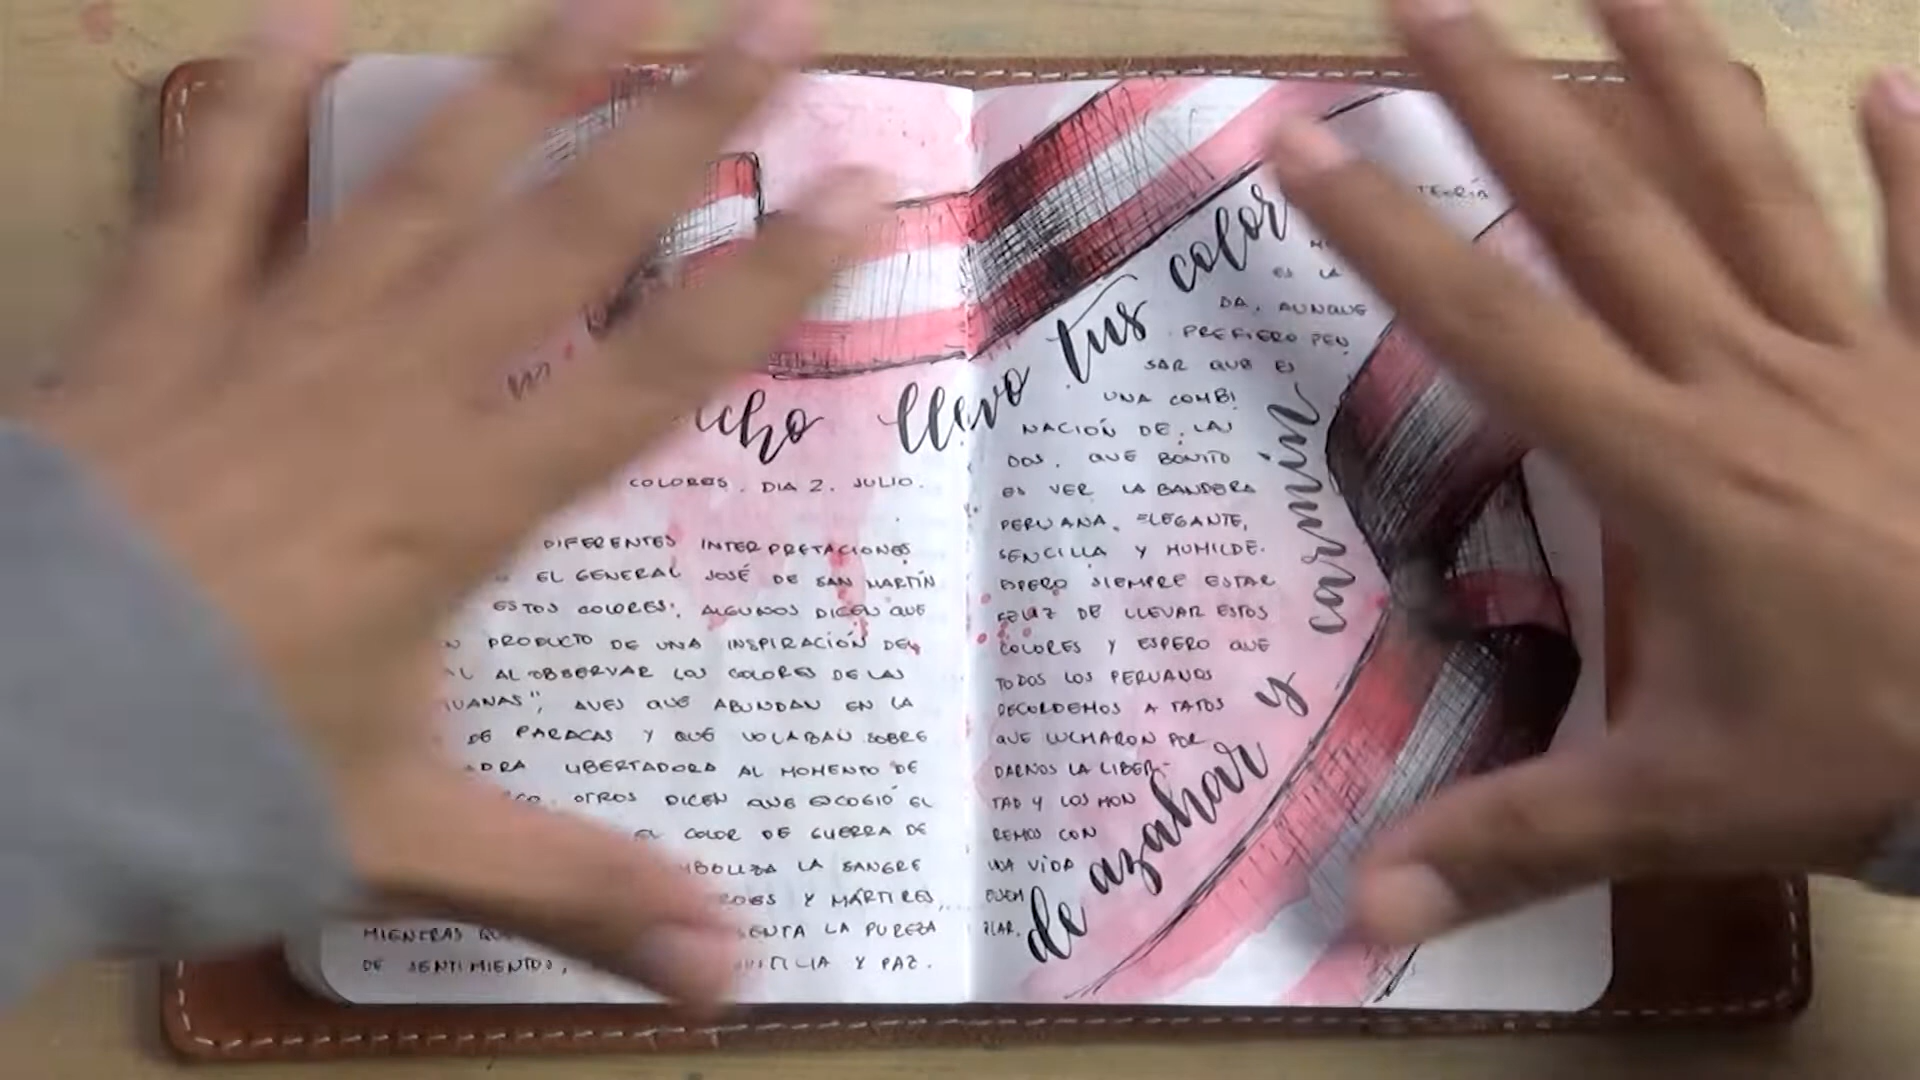 llevo tus color
COLORES. DIA 2. JULIO.
DIFERENTES INTERPRETACIONES
EL GENERAL JOSÉ DE SAN MARTÍN
ESTOS COLORES: ALGUNOS DICEN QUE
PRODUCTO DE UNA INSPIRACIÓN DEL
AL OBSERVAR LOS COLORES DE LAS
AVES QUE ABUNDAN EN LA
DE PARACAS Y QUE VOLABAN SOBRE
LIBERTADORA AL MOMENTO DE
OTROS DICEN QUE ESCOGIÓ EL
EL COLOR DE GUERRA DE
LA SANGRE
Y MÁRTIRES,
MIENTRAS LA PUREZA
DE SENTIMIENTOS, Y PAZ.
TEORÍA
ES LA
DA, AUNQUE
PREFIERO PEN
SAR QUE ES
UNA COMBI
NACIÓN DE LAS
DOS. QUE BONITO
ES VER LA BANDERA
PERUANA. ELEGANTE,
SENCILLA Y HUMILDE.
ESPERO SIEMPRE ESTAR
FELIZ DE LLEVAR ESTOS
COLORES Y ESPERO QUE
TODOS LOS PERUANOS
RECORDEMOS A TATOS
QUE LUCHARON POR
DARNOS LA LIBER-
TAD Y LOS HON
REMOS CON
UNA VIDA
EJEM
PLAR.
carmín
y
de azahar